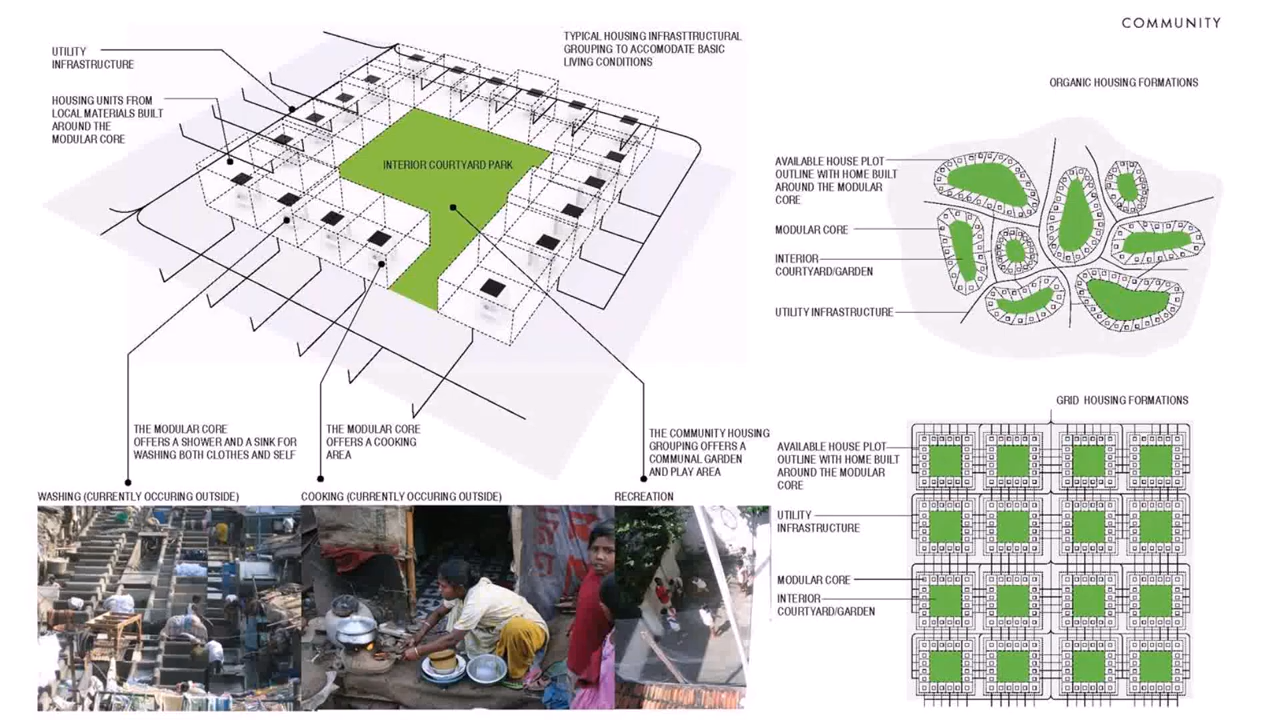 COMMUNITY
UTILITY
INFRASTRUCTURE
HOUSING UNITS FROM
LOCAL MATERIALS BUILT
AROUND THE
MODULAR CORE
TYPICAL HOUSING INFRASTTRUCTURAL
GROUPING TO ACCOMODATE BASIC
LIVING CONDITIONS
INTERIOR COURTYARD PARK
THE MODULAR CORE
OFFERS A SHOWER AND A SINK FOR
WASHING BOTH CLOTHES AND SELF
THE MODULAR CORE
OFFERS A COOKING
AREA
THE COMMUNITY HOUSING
GROUPING OFFERS A
COMMUNAL GARDEN
AND PLAY AREA
WASHING (CURRENTLY OCCURING OUTSIDE)
COOKING (CURRENTLY OCCURING OUTSIDE)
RECREATION
ORGANIC HOUSING FORMATIONS
AVAILABLE HOUSE PLOT
OUTLINE WITH HOME BUILT
AROUND THE MODULAR
CORE
MODULAR CORE
INTERIOR
COURTYARD/GARDEN
UTILITY INFRASTRUCTURE
GRID HOUSING FORMATIONS
AVAILABLE HOUSE PLOT
OUTLINE WITH HOME BUILT
AROUND THE MODULAR
CORE
UTILITY
INFRASTRUCTURE
MODULAR CORE
INTERIOR
COURTYARD/GARDEN